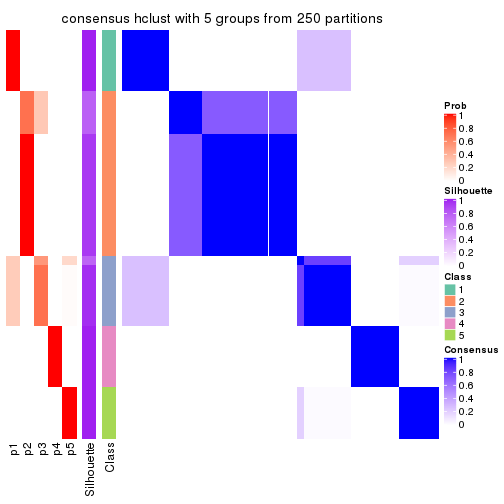 consensus hclust with 5 groups from 250 partitions
Prob
1
0.8
0.6
0.4
0.2
0
Silhouette
1
0.8
0.6
0.4
0.2
0
Class
1
2
3
4
5
Consensus
1
0.8
0.6
0.4
0.2
0
p1
p2
p3
p4
p5
Silhouette
Class